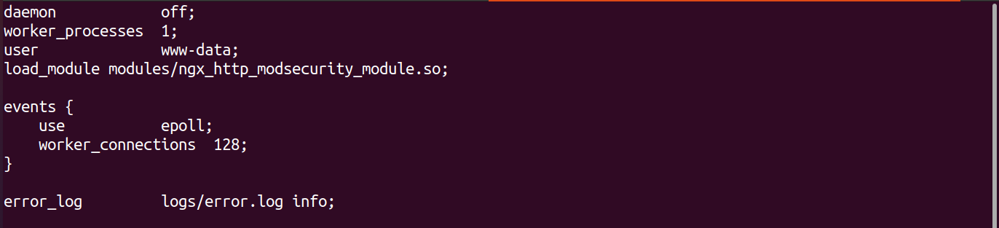 daemon            off;
worker_processes  1;
user              www-data;
load_module modules/ngx_http_modsecurity_module.so;

events {
    use           epoll;
    worker_connections  128;
}

error_log         logs/error.log info;